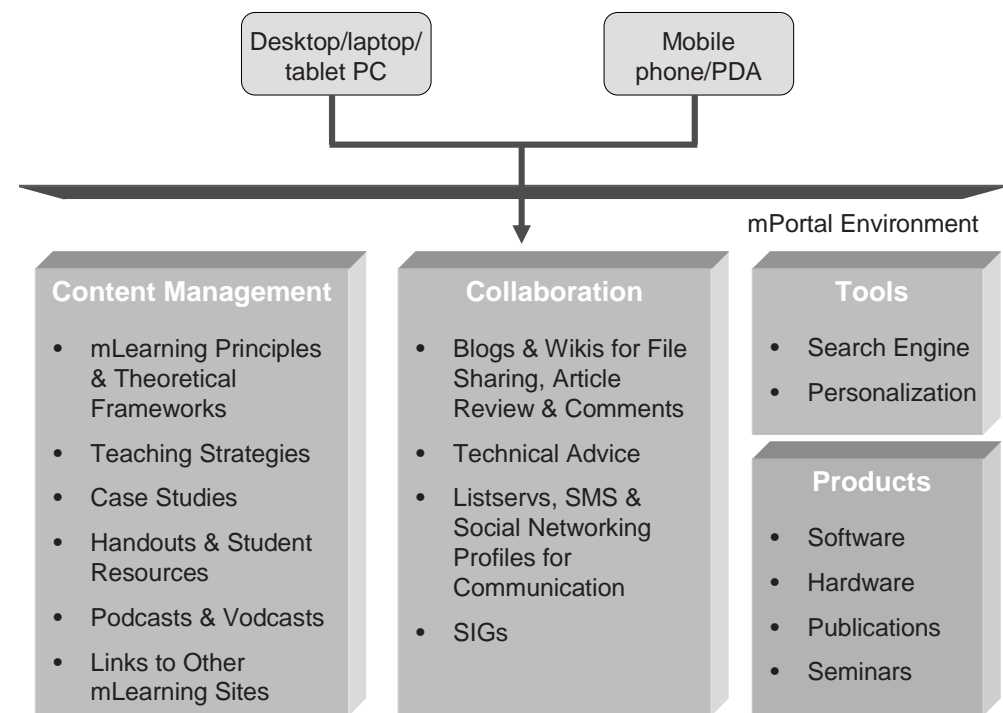 Desktop/laptop/
tablet PC
Mobile
phone/PDA
mPortal Environment
Content Management
• mLearning Principles
& Theoretical
Frameworks
• Teaching Strategies
• Case Studies
• Handouts & Student
Resources
• Podcasts & Vodcasts
• Links to Other
mLearning Sites
Collaboration
• Blogs & Wikis for File
Sharing, Article
Review & Comments
• Technical Advice
• Listservs, SMS &
Social Networking
Profiles for
Communication
• SIGs
Tools
• Search Engine
• Personalization
Products
• Software
• Hardware
• Publications
• Seminars